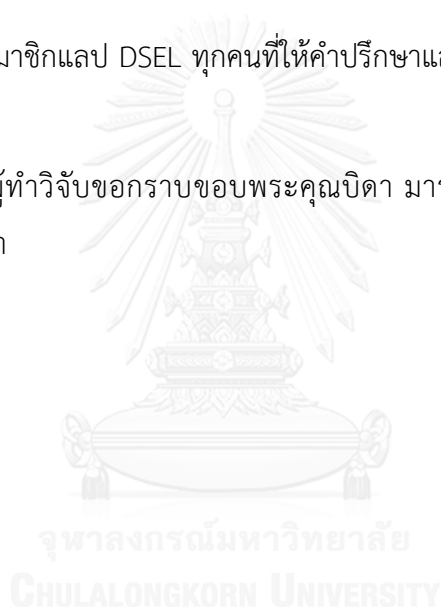 มาชิกแลป DSEL ทุกคนที่ให้คำปรึกษาแล
ผู้ทำวิจับขอกราบขอบพระคุณบิดา มาร
า
จุฬาลงกรณ์มหาวิทยาลัย
CHULALONGKORN UNIVERSITY